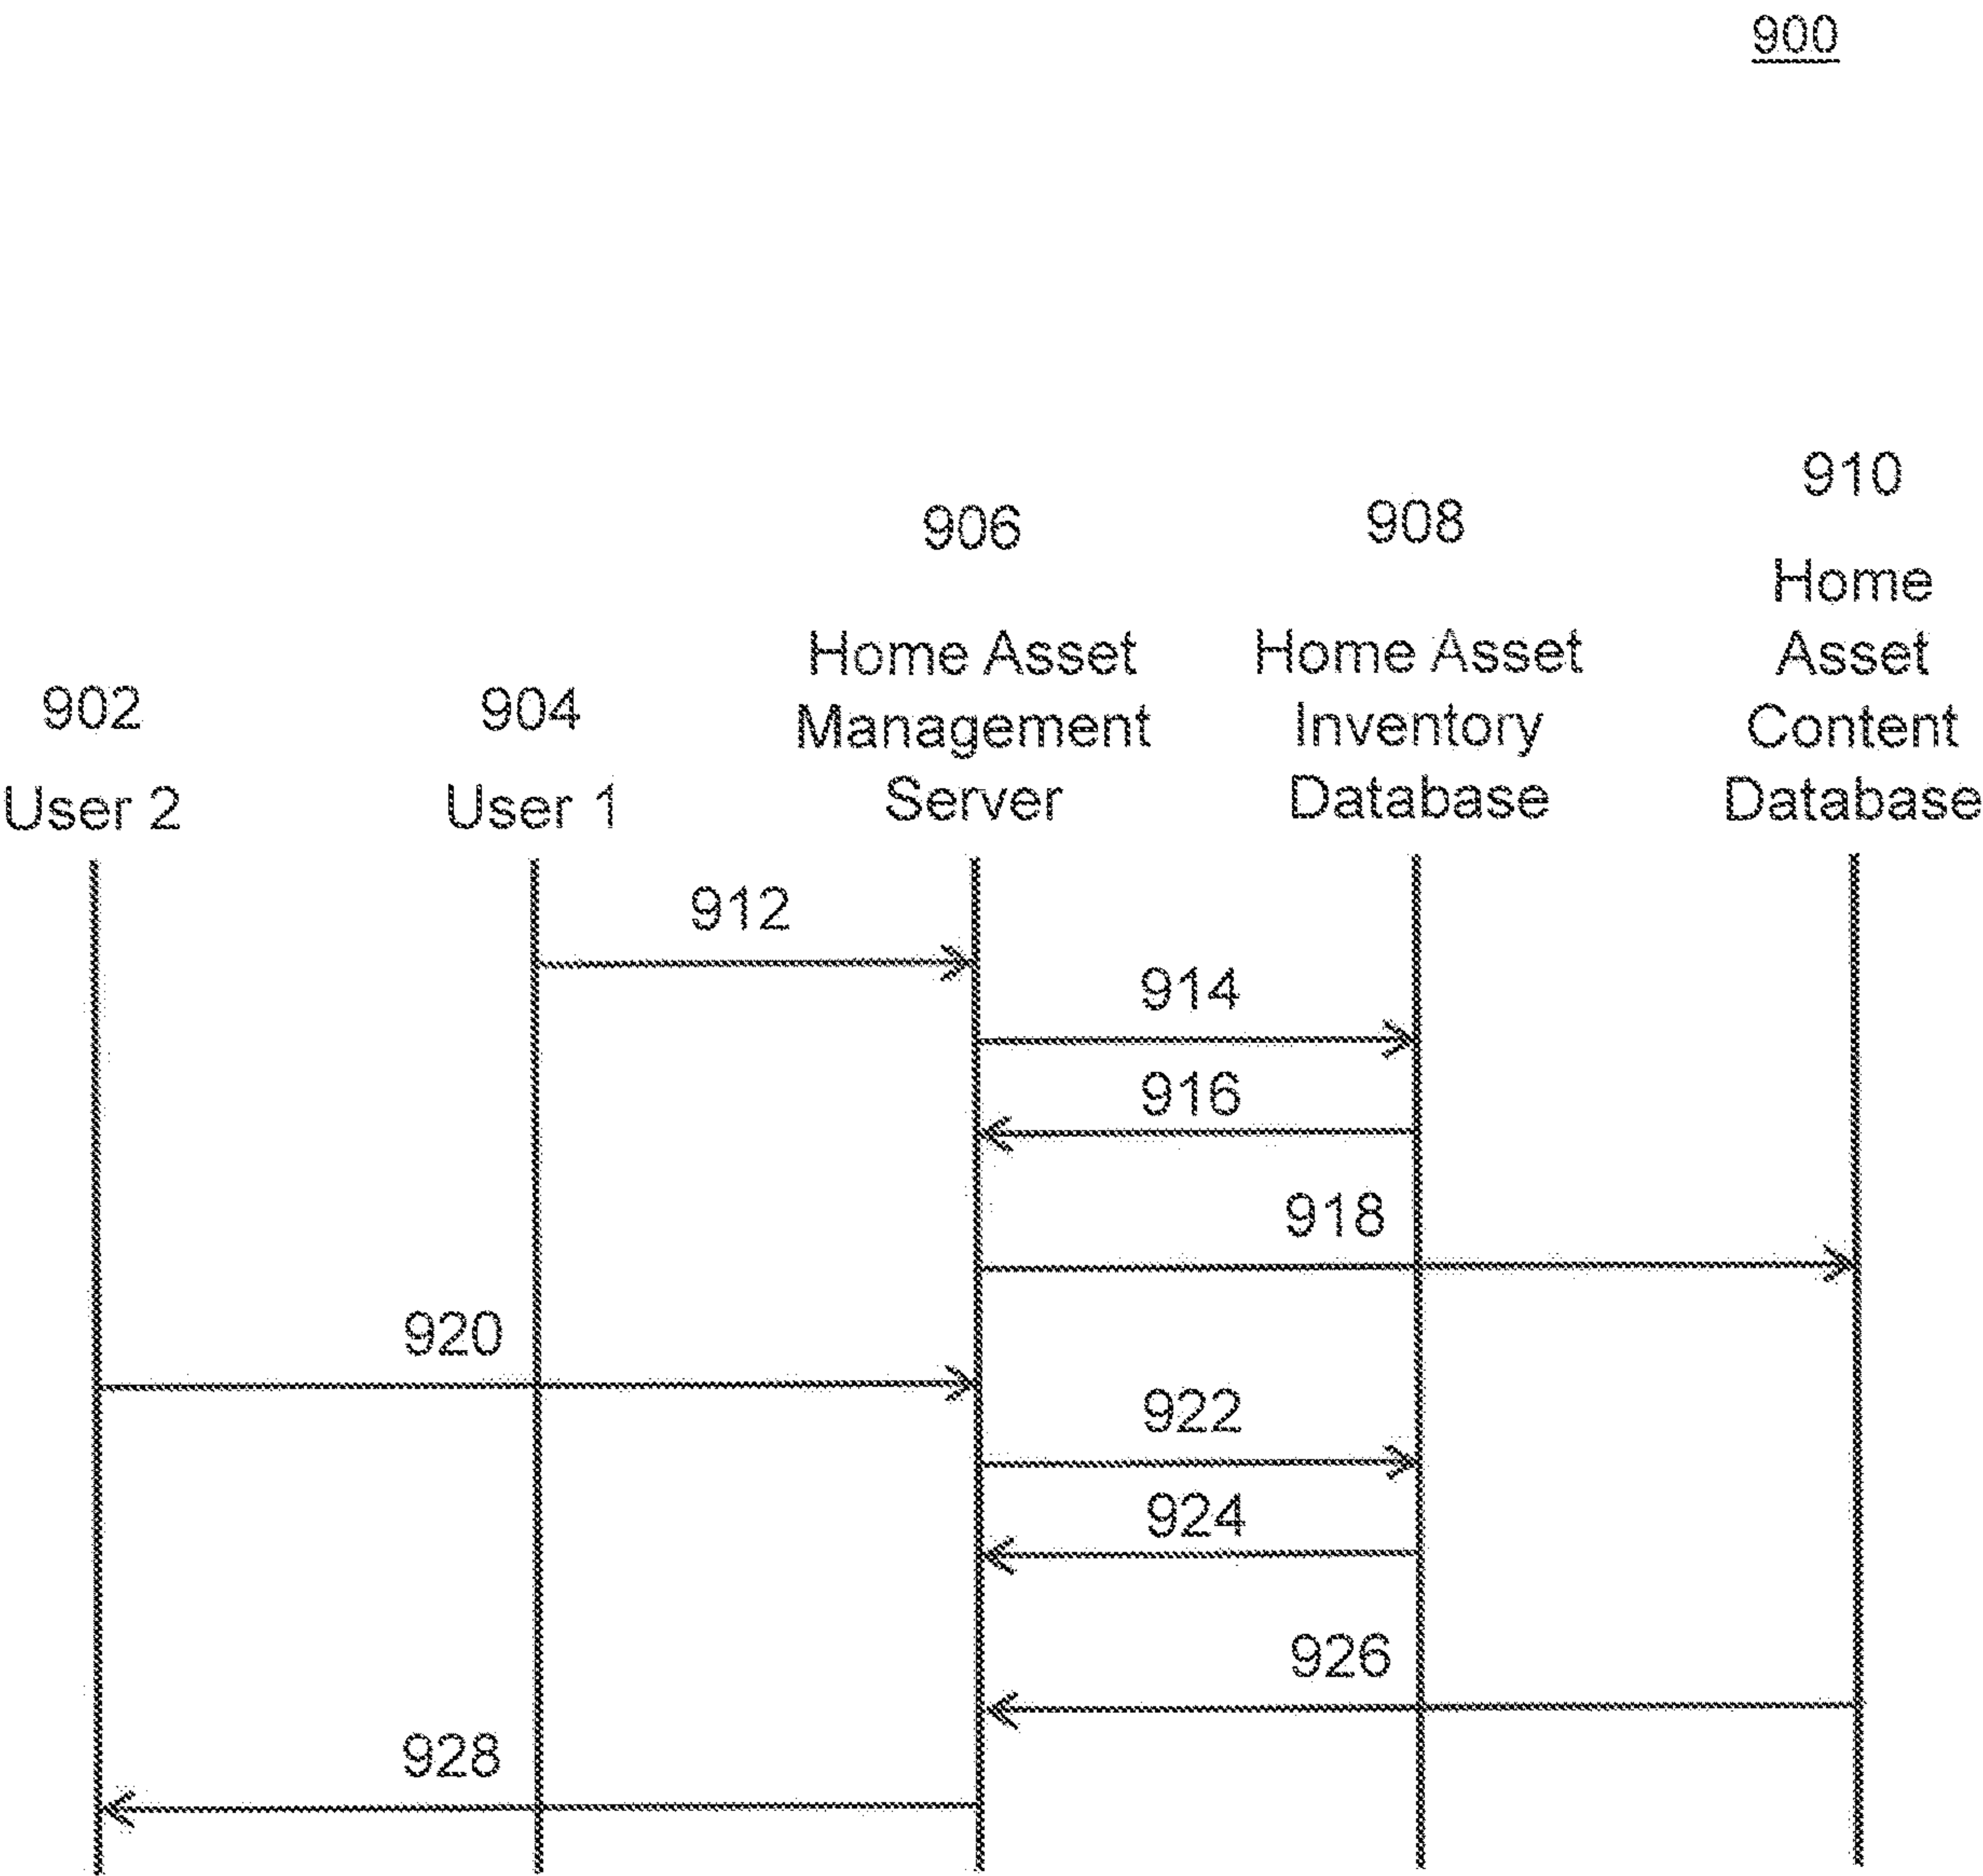 900
902
User 2
904
User 1
906
Home Asset
Management
Server
908
Home Asset
Inventory
Database
910
Home
Asset
Content
Database
912
914
916
918
920
922
924
926
928